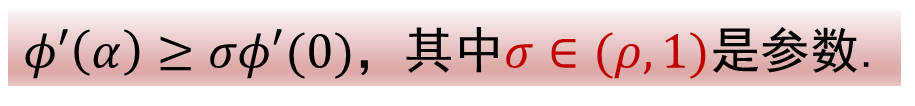 ϕ′(α) ≥ σϕ′(0)，其中σ ∈ (ρ, 1)是参数.